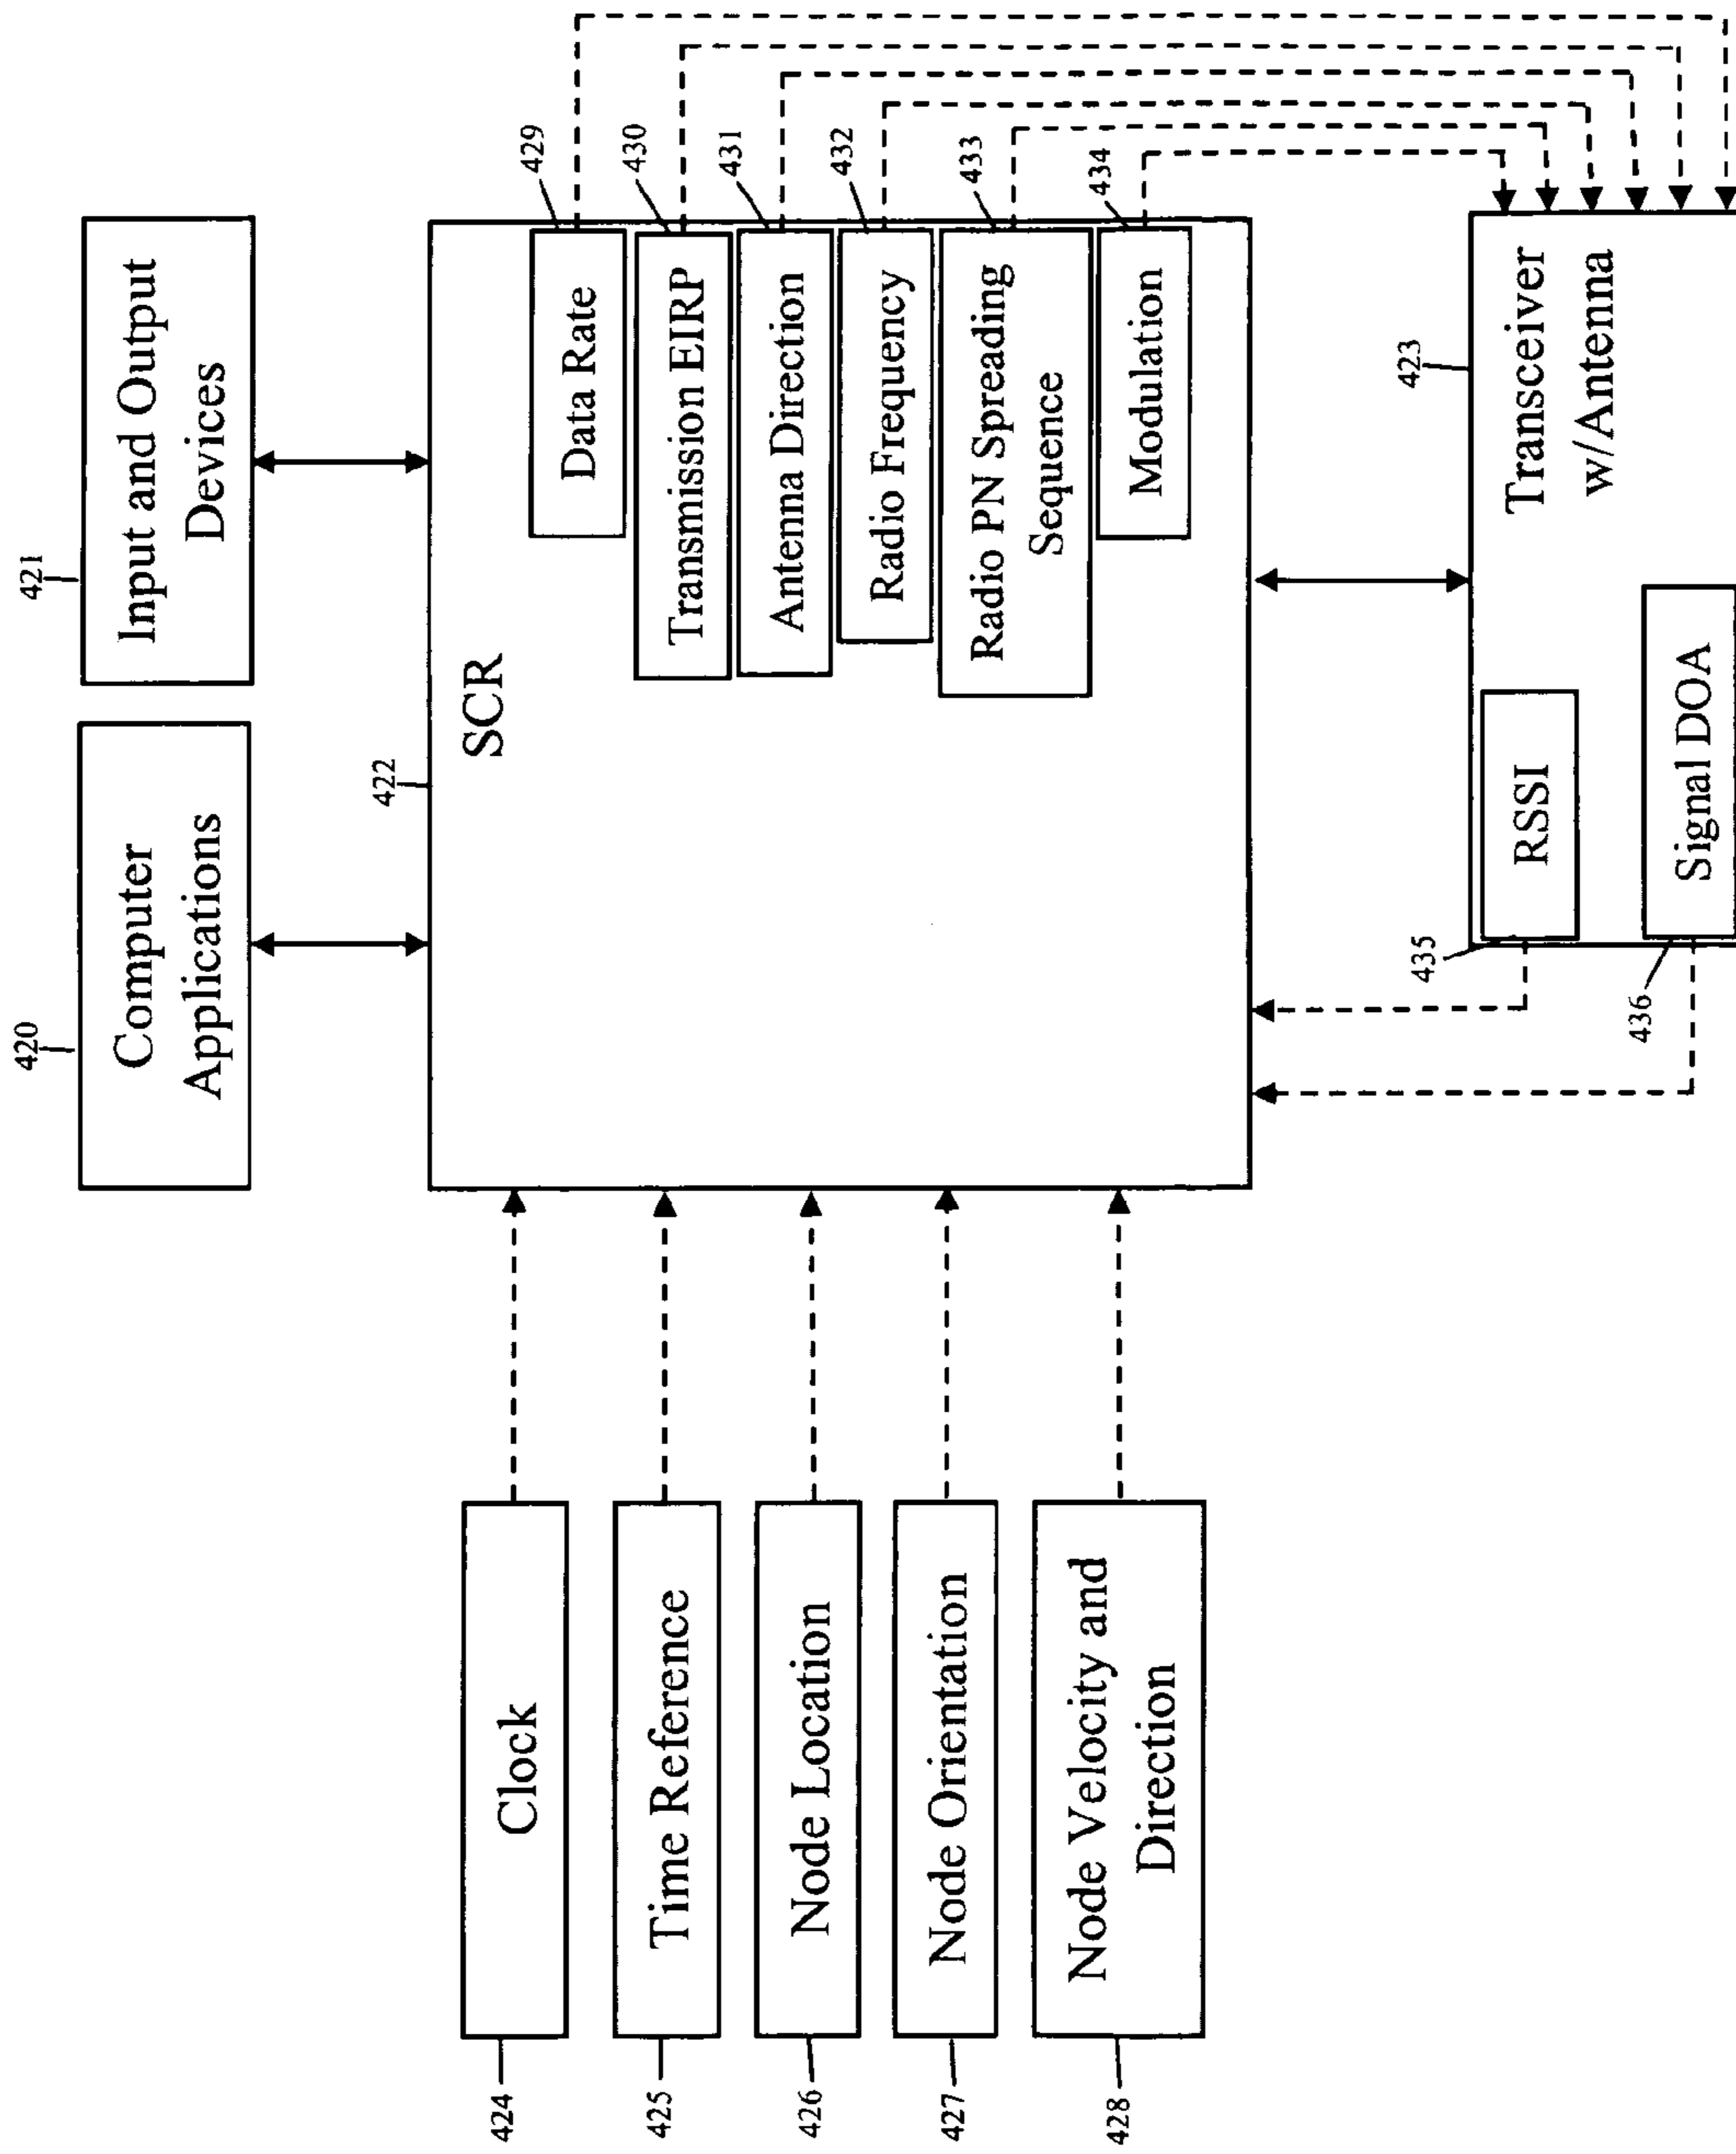 420
Computer
Applications
421
Input and Output
Devices
422
SCR
429
Data Rate
430
Transmission EIRP
431
Antenna Direction
432
Radio Frequency
433
Radio PN Spreading
Sequence
434
Modulation
424
Clock
425
Time Reference
426
Node Location
427
Node Orientation
428
Node Velocity and
Direction
423
Transceiver
w/Antenna
435
RSSI
436
Signal DOA